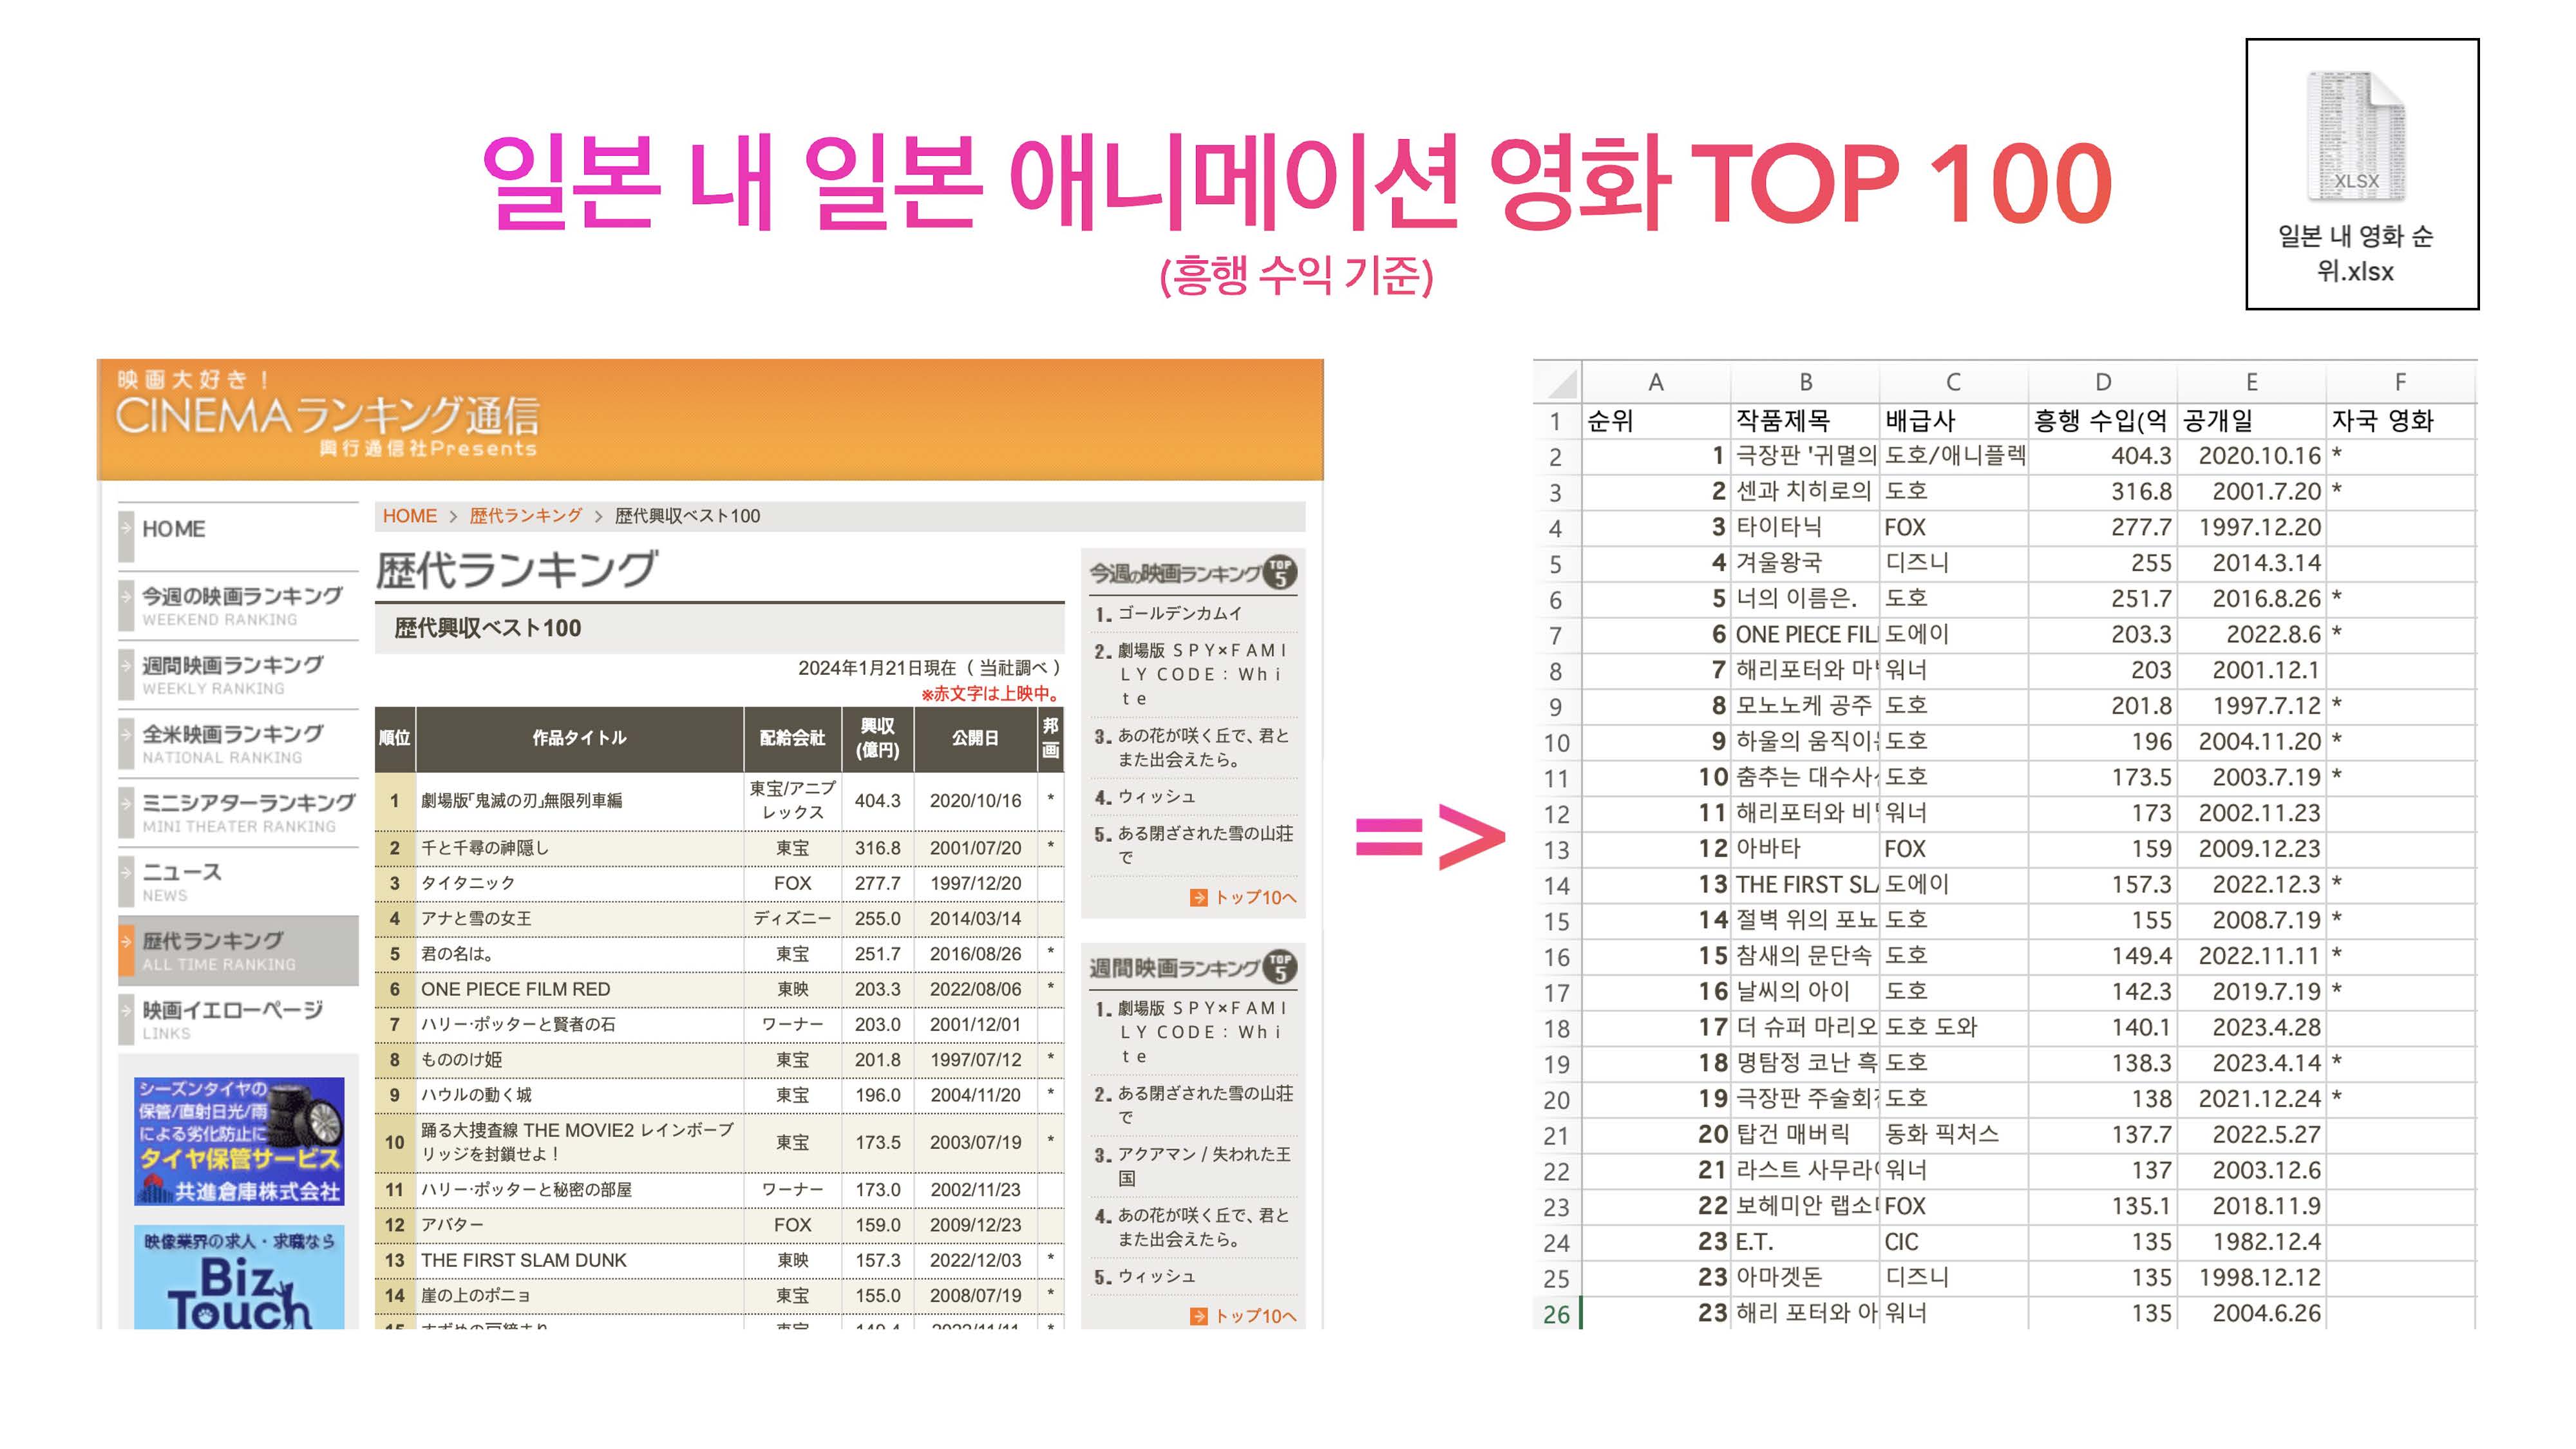 일본 내 일본 애니메이션 영화 TOP 100
(흥행 수익 기준)
XLSX
일본 내 영화 순
위.xlsx
映画大好き！
CINEMAランキング通信
興行通信社Presents
HOME
今週の映画ランキング
WEEKEND RANKING
週間映画ランキング
WEEKLY RANKING
全米映画ランキング
NATIONAL RANKING
ミニシアターランキング
MINI THEATER RANKING
ニュース
NEWS
歴代ランキング
ALL TIME RANKING
映画イエローページ
LINKS
シーズンタイヤの
保管/直射日光/雨
による劣化防止に
タイヤ保管サービス
共進倉庫株式会社
映像業界の求人・求職なら
Biz
Touch
HOME > 歴代ランキング > 歴代興収ベスト100
歴代ランキング
歴代興収ベスト100
2024年1月21日現在（当社調べ）
※赤文字は上映中。
順位 作品タイトル 配給会社 興収(億円) 公開日 邦画
1 劇場版「鬼滅の刃」無限列車編 東宝/アニプレックス 404.3 2020/10/16 *
2 千と千尋の神隠し 東宝 316.8 2001/07/20 *
3 タイタニック FOX 277.7 1997/12/20
4 アナと雪の女王 ディズニー 255.0 2014/03/14
5 君の名は。 東宝 251.7 2016/08/26 *
6 ONE PIECE FILM RED 東映 203.3 2022/08/06 *
7 ハリー・ポッターと賢者の石 ワーナー 203.0 2001/12/01
8 もののけ姫 東宝 201.8 1997/07/12 *
9 ハウルの動く城 東宝 196.0 2004/11/20 *
10 踊る大捜査線 THE MOVIE2 レインボーブリッジを封鎖せよ！ 東宝 173.5 2003/07/19 *
11 ハリー・ポッターと秘密の部屋 ワーナー 173.0 2002/11/23
12 アバター FOX 159.0 2009/12/23
13 THE FIRST SLAM DUNK 東映 157.3 2022/12/03 *
14 崖の上のポニョ 東宝 155.0 2008/07/19 *
今週の映画ランキング TOP 5
1. ゴールデンカムイ
2. 劇場版 ＳＰＹ×ＦＡＭＩ
ＬＹ ＣＯＤＥ：Ｗｈｉ
ｔｅ
3. あの花が咲く丘で、君と
また出会えたら。
4. ウィッシュ
5. ある閉ざされた雪の山荘
で
トップ10へ
週間映画ランキング TOP 5
1. 劇場版 ＳＰＹ×ＦＡＭＩ
ＬＹ ＣＯＤＥ：Ｗｈｉ
ｔｅ
2. ある閉ざされた雪の山荘
で
3. アクアマン / 失われた王
国
4. あの花が咲く丘で、君と
また出会えたら。
5. ウィッシュ
トップ10へ
=>
A B C D E F
1 순위 作품제목 배급사 흥행 수입(억 공개일 자국 영화
2 1 극장판 '귀멸의 도호/애니플렉 404.3 2020.10.16 *
3 2 센과 치히로의 도호 316.8 2001.7.20 *
4 3 타이타닉 FOX 277.7 1997.12.20
5 4 겨울왕국 디즈니 255 2014.3.14
6 5 너의 이름은. 도호 251.7 2016.8.26 *
7 6 ONE PIECE FIL 도에이 203.3 2022.8.6 *
8 7 해리포터와 마 워너 203 2001.12.1
9 8 모노노케 공주 도호 201.8 1997.7.12 *
10 9 하울의 움직이 도호 196 2004.11.20 *
11 10 춤추는 대수사 도호 173.5 2003.7.19 *
12 11 해리포터와 비 워너 173 2002.11.23
13 12 아바타 FOX 159 2009.12.23
14 13 THE FIRST SL 도에이 157.3 2022.12.3 *
15 14 절벽 위의 포뇨 도호 155 2008.7.19 *
16 15 참새의 문단속 도호 149.4 2022.11.11 *
17 16 날씨의 아이 도호 142.3 2019.7.19 *
18 17 더 슈퍼 마리오 도호 도와 140.1 2023.4.28
19 18 명탐정 코난 흑 도호 138.3 2023.4.14 *
20 19 극장판 주술회 도호 138 2021.12.24 *
21 20 탑건 매버릭 동화 픽처스 137.7 2022.5.27
22 21 라스트 사무라 워너 137 2003.12.6
23 22 보헤미안 랩소 FOX 135.1 2018.11.9
24 23 E.T. CIC 135 1982.12.4
25 23 아마겟돈 디즈니 135 1998.12.12
26 23 해리 포터와 아 워너 135 2004.6.26